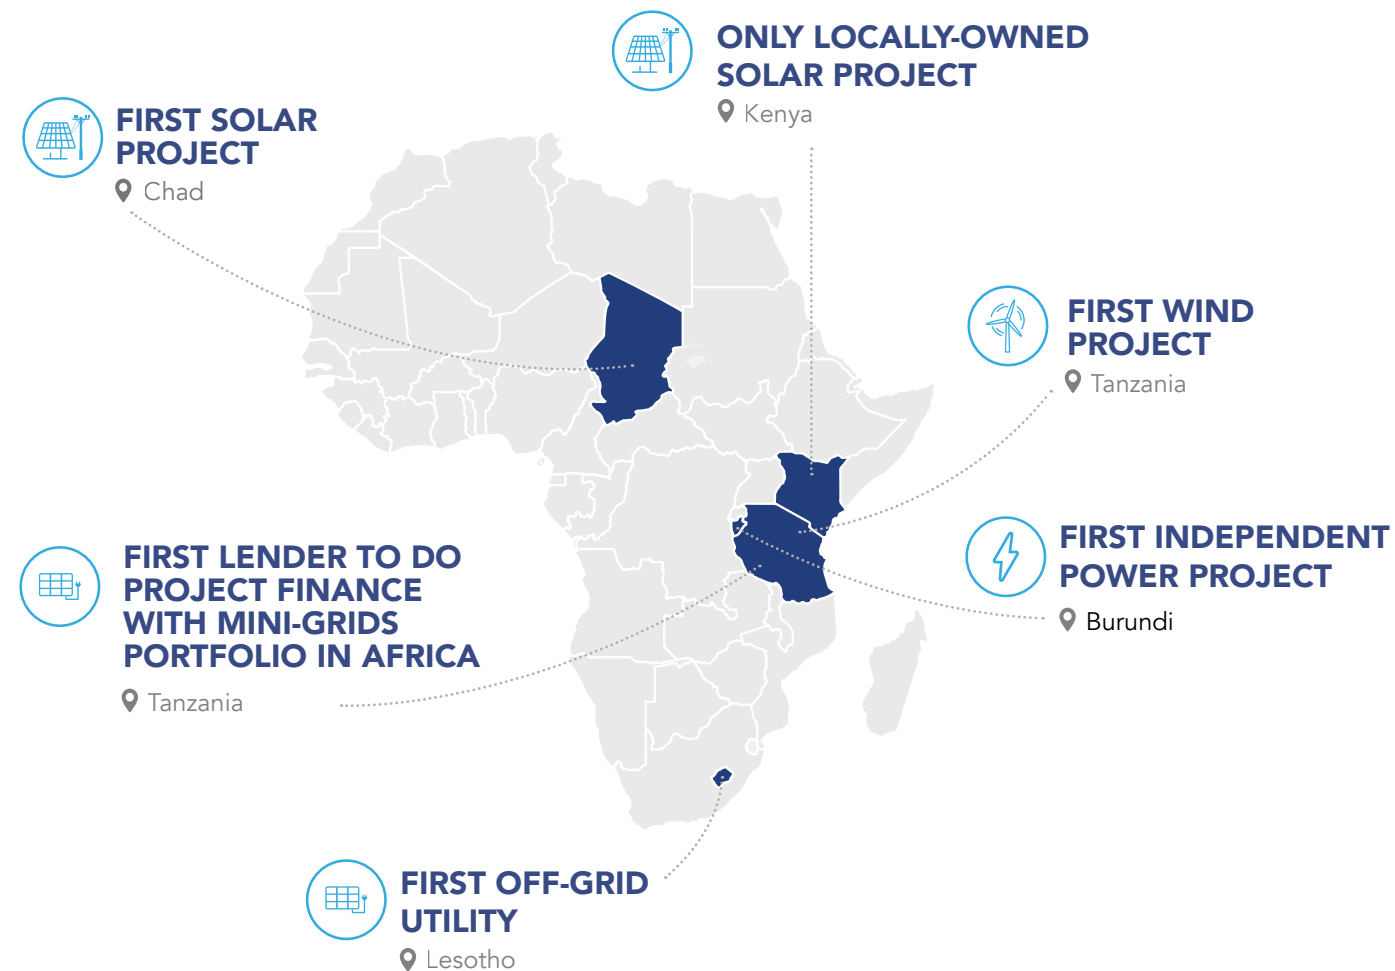 ONLY LOCALLY-OWNED
SOLAR PROJECT
Kenya
FIRST SOLAR
PROJECT
Chad
FIRST WIND
PROJECT
Tanzania
FIRST INDEPENDENT
POWER PROJECT
Burundi
FIRST LENDER TO DO
PROJECT FINANCE
WITH MINI-GRIDS
PORTFOLIO IN AFRICA
Tanzania
FIRST OFF-GRID
UTILITY
Lesotho